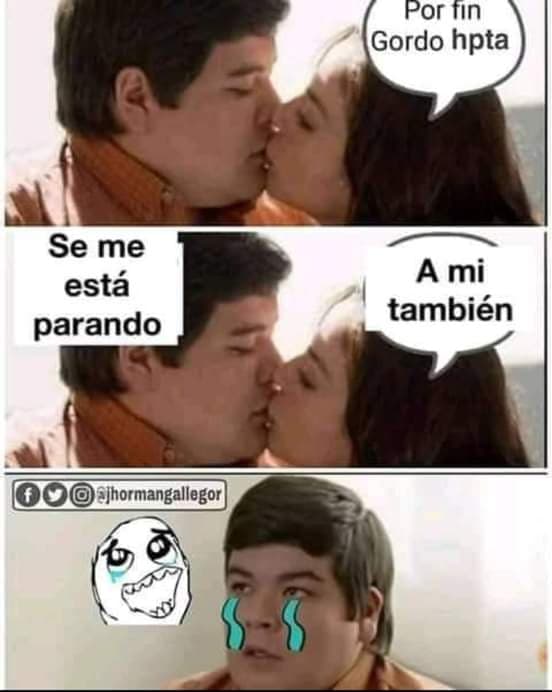 Por fin
Gordo hpta
Se me
está
parando
A mi
también
@jhormangallegor